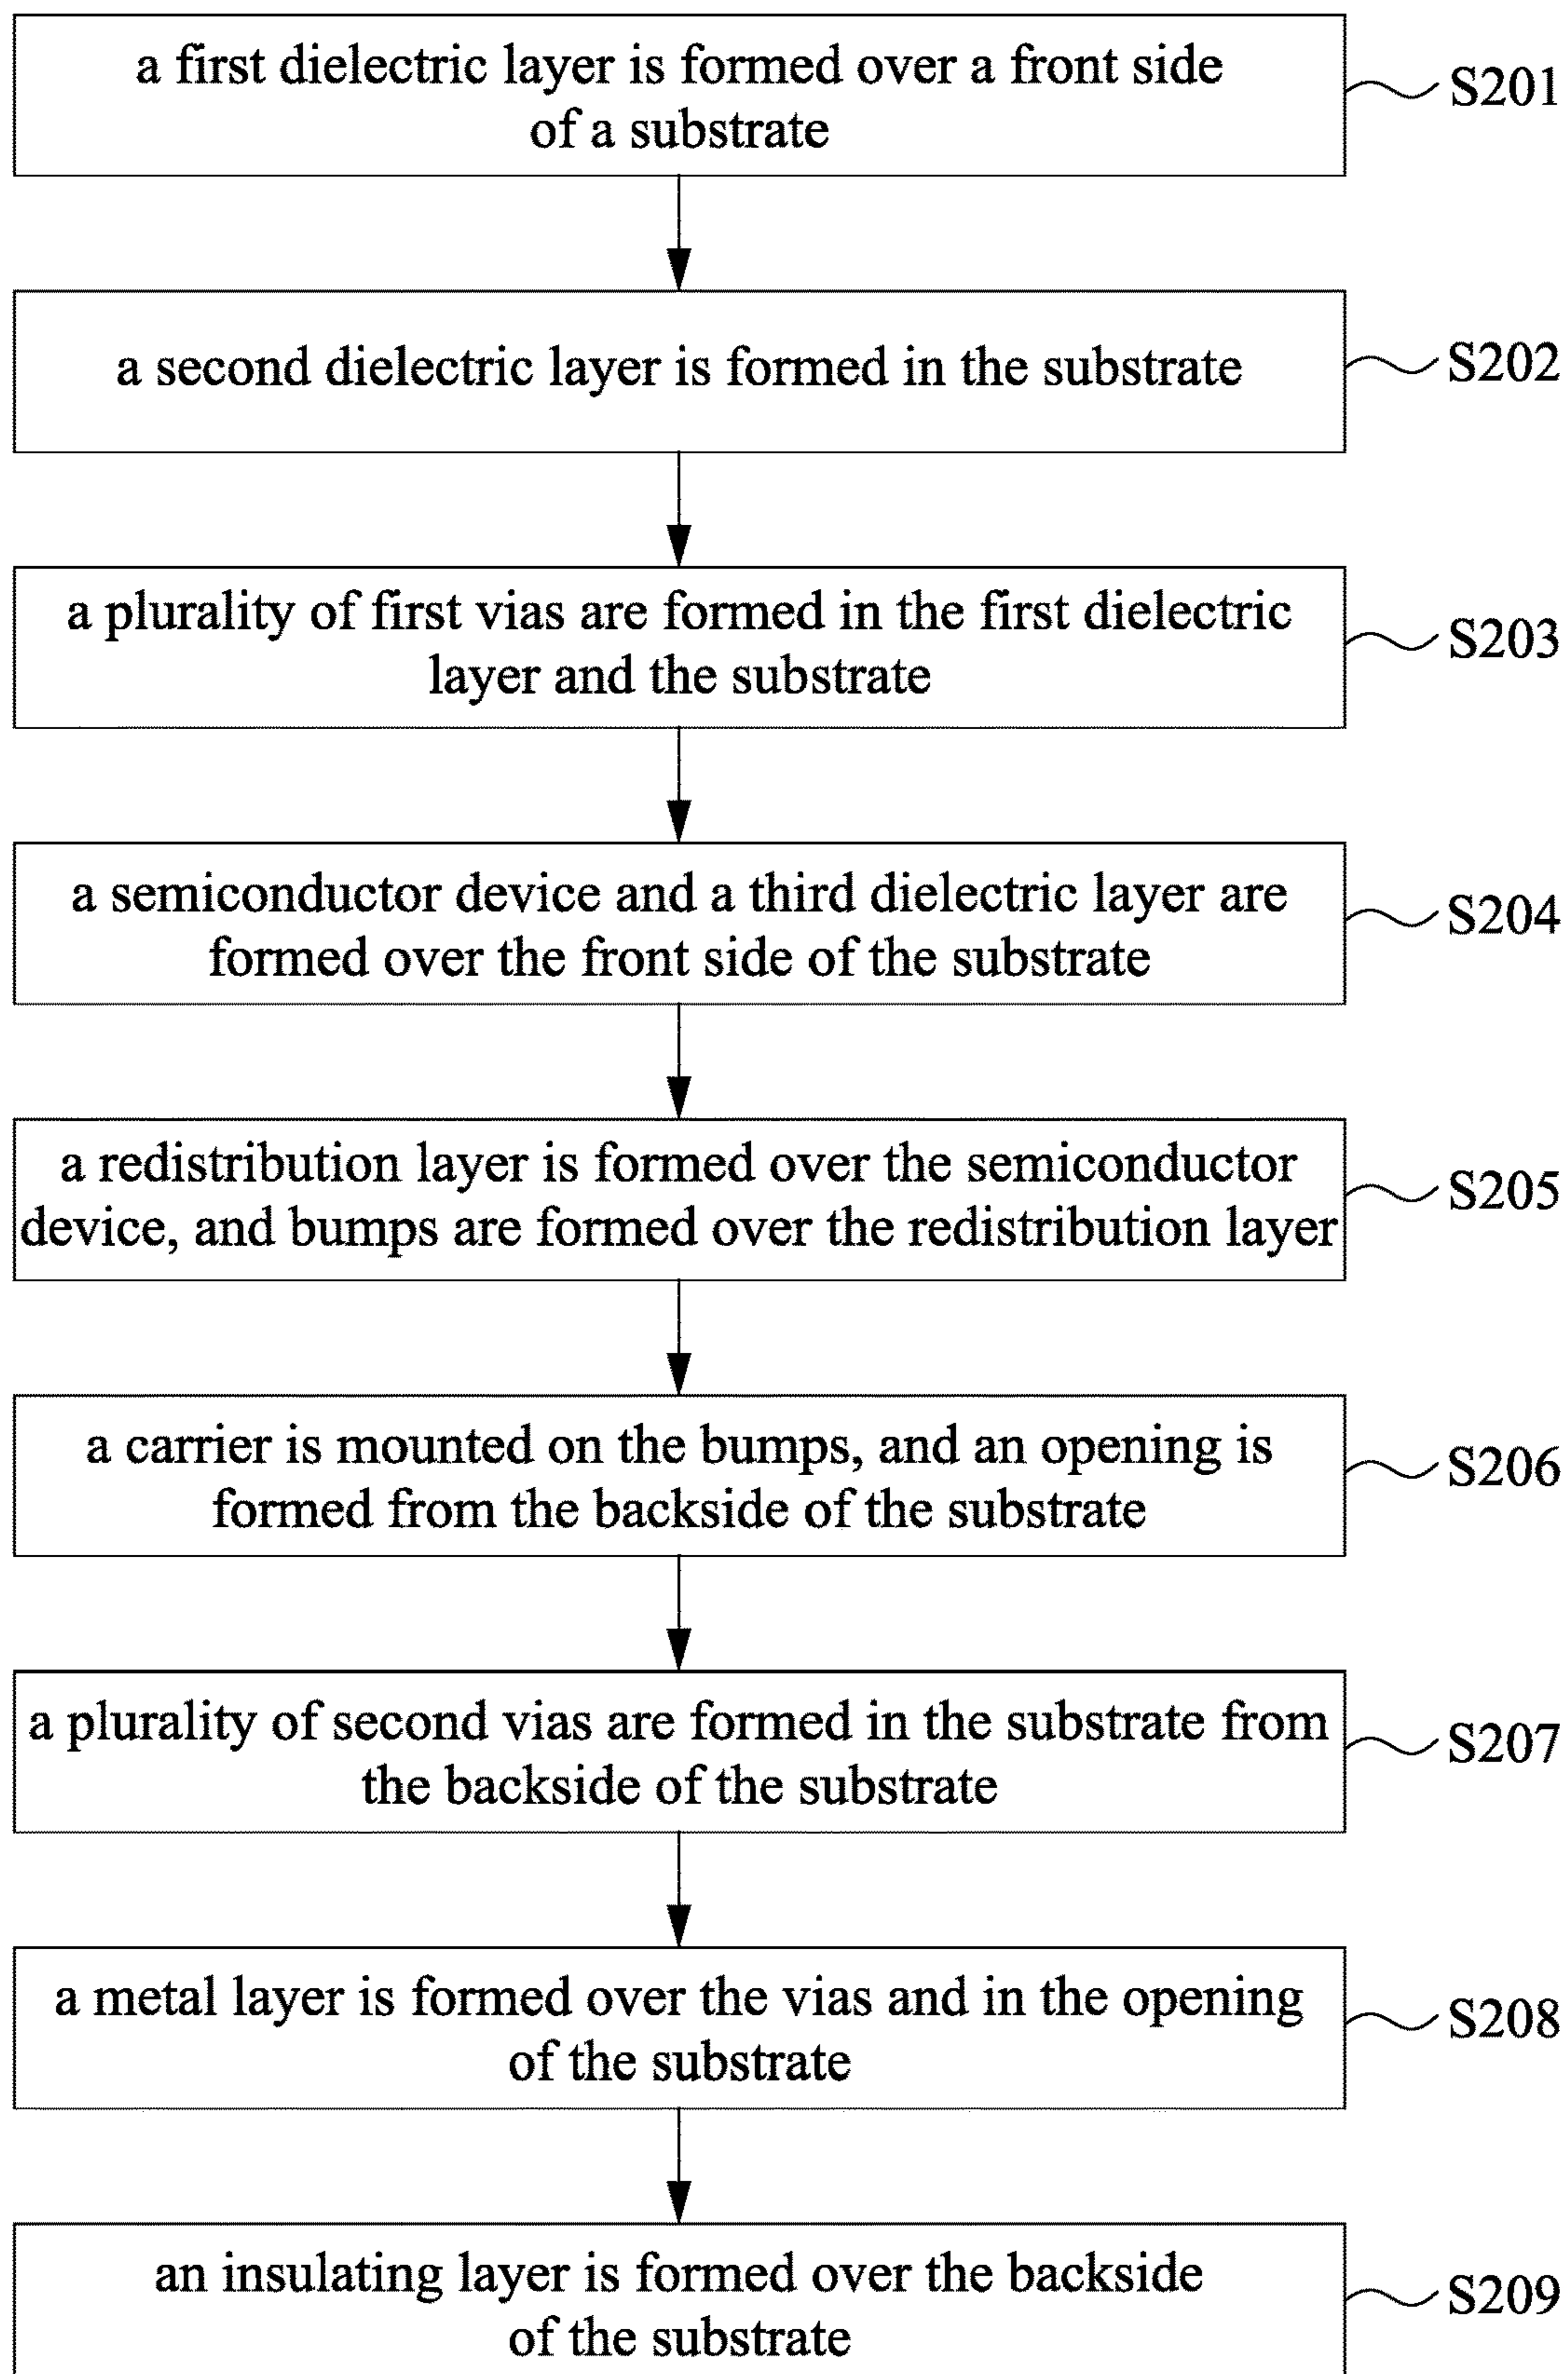 a first dielectric layer is formed over a front side
of a substrate
S201
a second dielectric layer is formed in the substrate
S202
a plurality of first vias are formed in the first dielectric
layer and the substrate
S203
a semiconductor device and a third dielectric layer are
formed over the front side of the substrate
S204
a redistribution layer is formed over the semiconductor
device, and bumps are formed over the redistribution layer
S205
a carrier is mounted on the bumps, and an opening is
formed from the backside of the substrate
S206
a plurality of second vias are formed in the substrate from
the backside of the substrate
S207
a metal layer is formed over the vias and in the opening
of the substrate
S208
an insulating layer is formed over the backside
of the substrate
S209